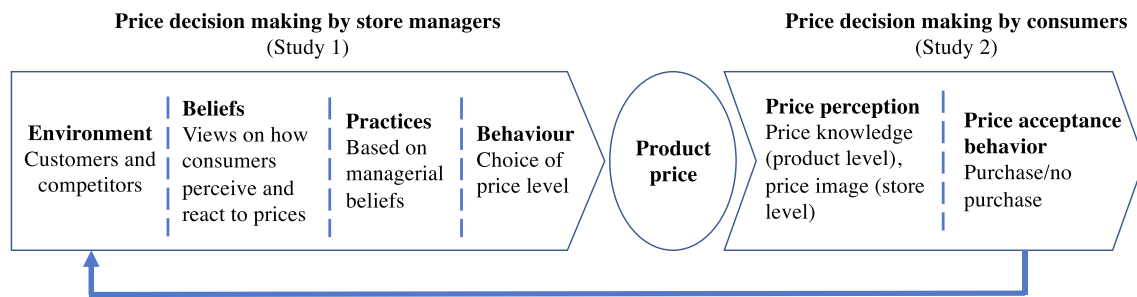 Price decision making by store managers
(Study 1)
Price decision making by consumers
(Study 2)
Environment
Customers and
competitors
Beliefs
Views on how
consumers
perceive and
react to prices
Practices
Based on
managerial
beliefs
Behaviour
Choice of
price level
Product
price
Price perception
Price knowledge
(product level),
price image (store
level)
Price acceptance
behavior
Purchase/no
purchase